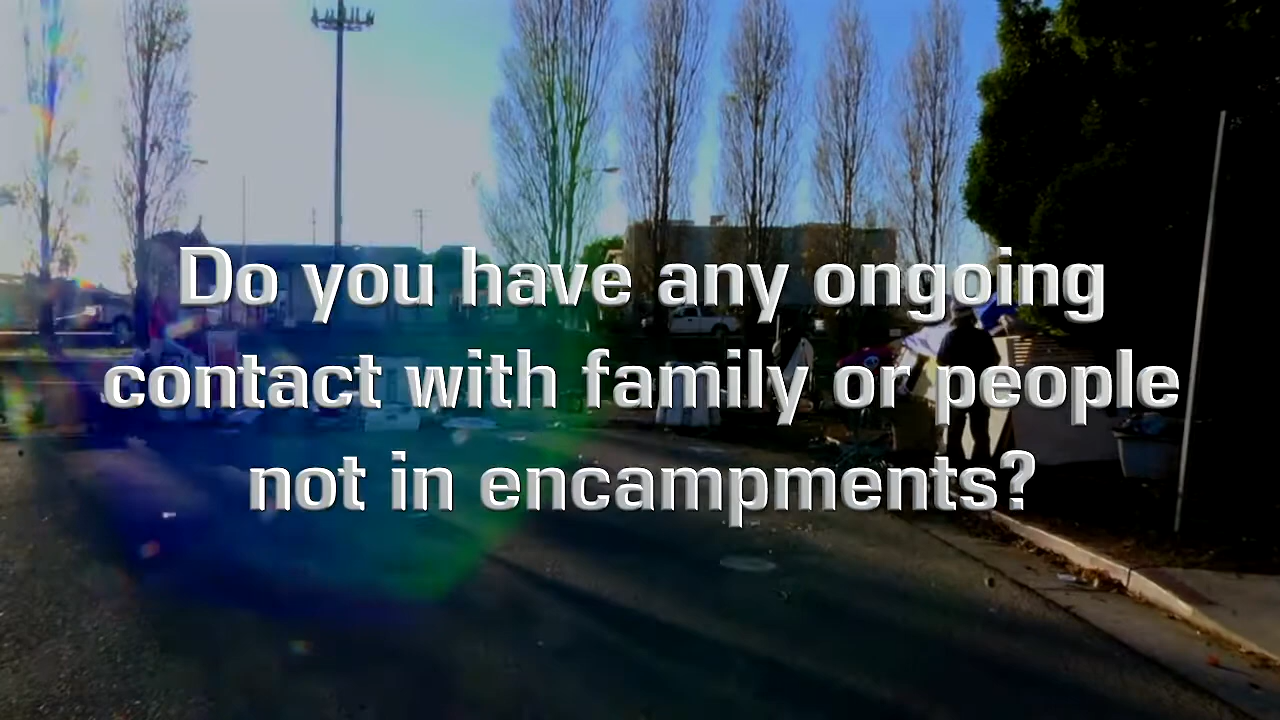 Do you have any ongoing
contact with family or people
not in encampments?